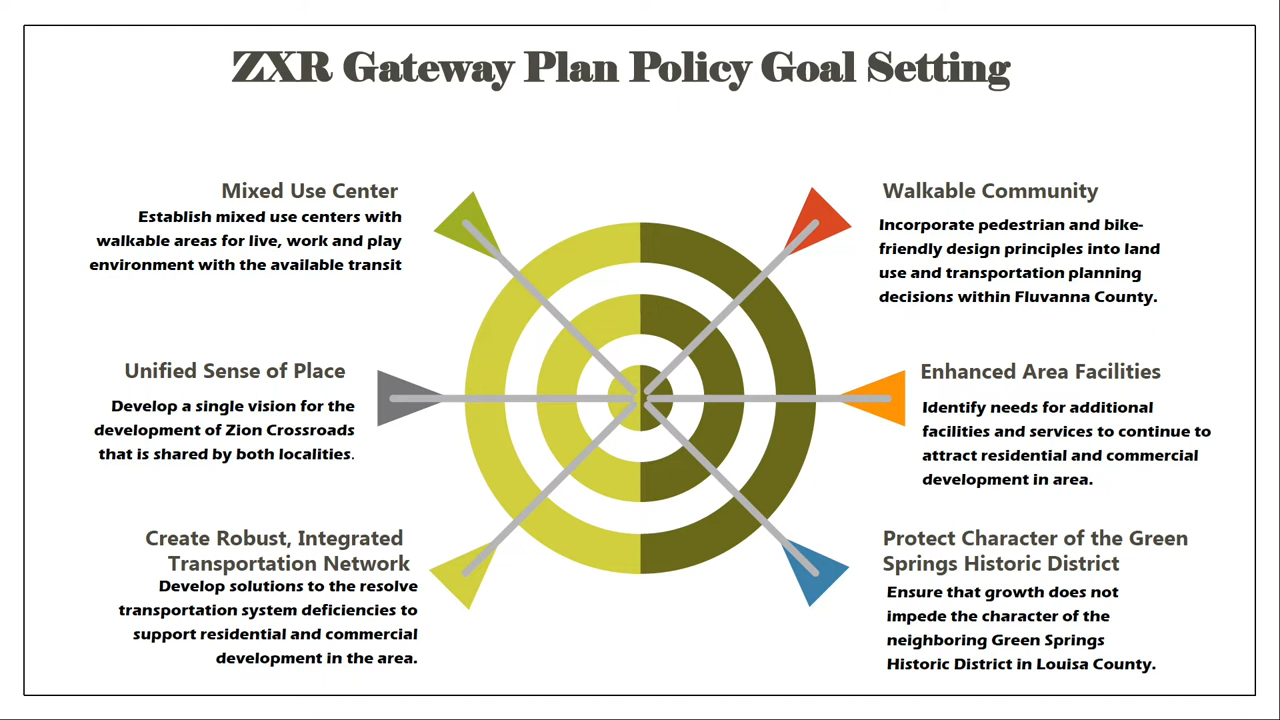 ZXR Gateway Plan Policy Goal Setting
Mixed Use Center
Establish mixed use centers with
walkable areas for live, work and play
environment with the available transit
Unified Sense of Place
Develop a single vision for the
development of Zion Crossroads
that is shared by both localities.
Create Robust, Integrated
Transportation Network
Develop solutions to the resolve
transportation system deficiencies to
support residential and commercial
development in the area.
Walkable Community
Incorporate pedestrian and bike-
friendly design principles into land
use and transportation planning
decisions within Fluvanna County.
Enhanced Area Facilities
Identify needs for additional
facilities and services to continue to
attract residential and commercial
development in area.
Protect Character of the Green
Springs Historic District
Ensure that growth does not
impede the character of the
neighboring Green Springs
Historic District in Louisa County.